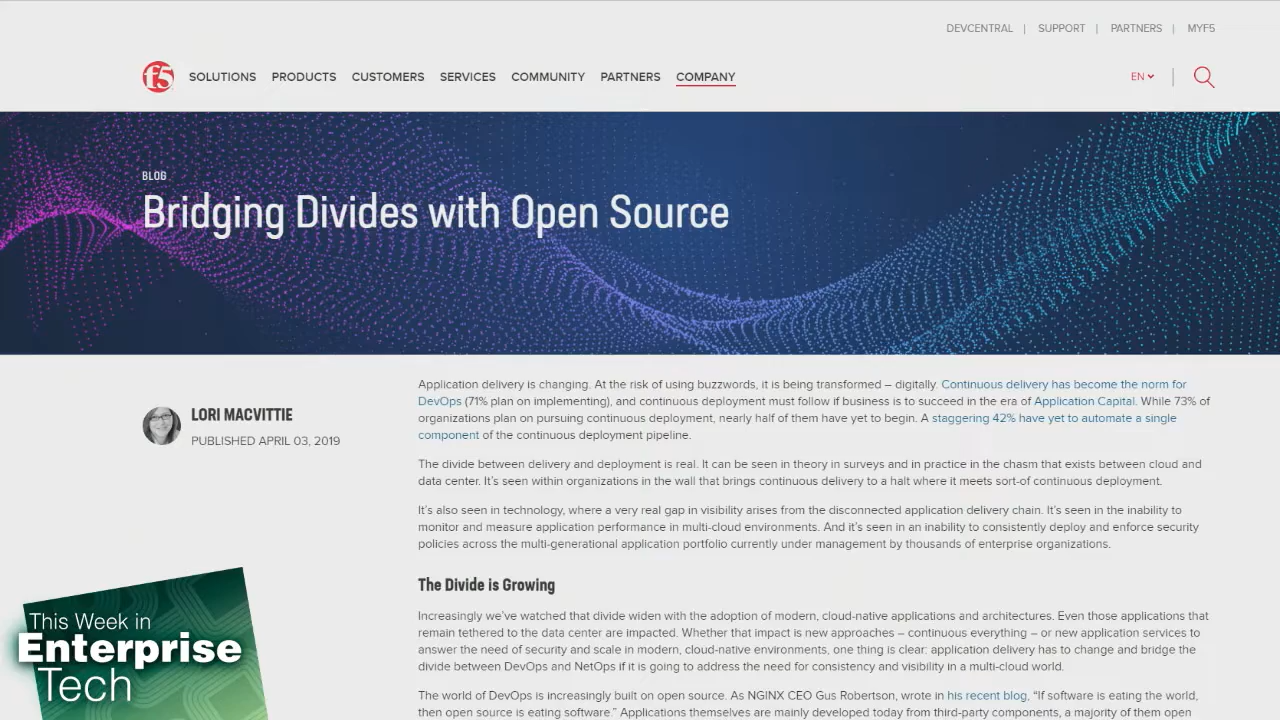 DEVCENTRAL | SUPPORT | PARTNERS | MYF5
f5 SOLUTIONS PRODUCTS CUSTOMERS SERVICES COMMUNITY PARTNERS COMPANY EN
BLOG
Bridging Divides with Open Source
LORI MACVITTIE
PUBLISHED APRIL 03, 2019
Application delivery is changing. At the risk of using buzzwords, it is being transformed – digitally. Continuous delivery has become the norm for
DevOps (71% plan on implementing), and continuous deployment must follow if business is to succeed in the era of Application Capital. While 73% of
organizations plan on pursuing continuous deployment, nearly half of them have yet to begin. A staggering 42% have yet to automate a single
component of the continuous deployment pipeline.
The divide between delivery and deployment is real. It can be seen in theory in surveys and in practice in the chasm that exists between cloud and
data center. It's seen within organizations in the wall that brings continuous delivery to a halt where it meets sort-of continuous deployment.
It's also seen in technology, where a very real gap in visibility arises from the disconnected application delivery chain. It's seen in the inability to
monitor and measure application performance in multi-cloud environments. And it's seen in an inability to consistently deploy and enforce security
policies across the multi-generational application portfolio currently under management by thousands of enterprise organizations.
The Divide is Growing
Increasingly we've watched that divide widen with the adoption of modern, cloud-native applications and architectures. Even those applications that
remain tethered to the data center are impacted. Whether that impact is new approaches – continuous everything – or new application services to
answer the need of security and scale in modern, cloud-native environments, one thing is clear: application delivery has to change and bridge the
divide between DevOps and NetOps if it is going to address the need for consistency and visibility in a multi-cloud world.
The world of DevOps is increasingly built on open source. As NGINX CEO Gus Robertson, wrote in his recent blog, “If software is eating the world,
then open source is eating software.” Applications themselves are mainly developed today from third-party components, a majority of them open
This Week in
Enterprise
Tech